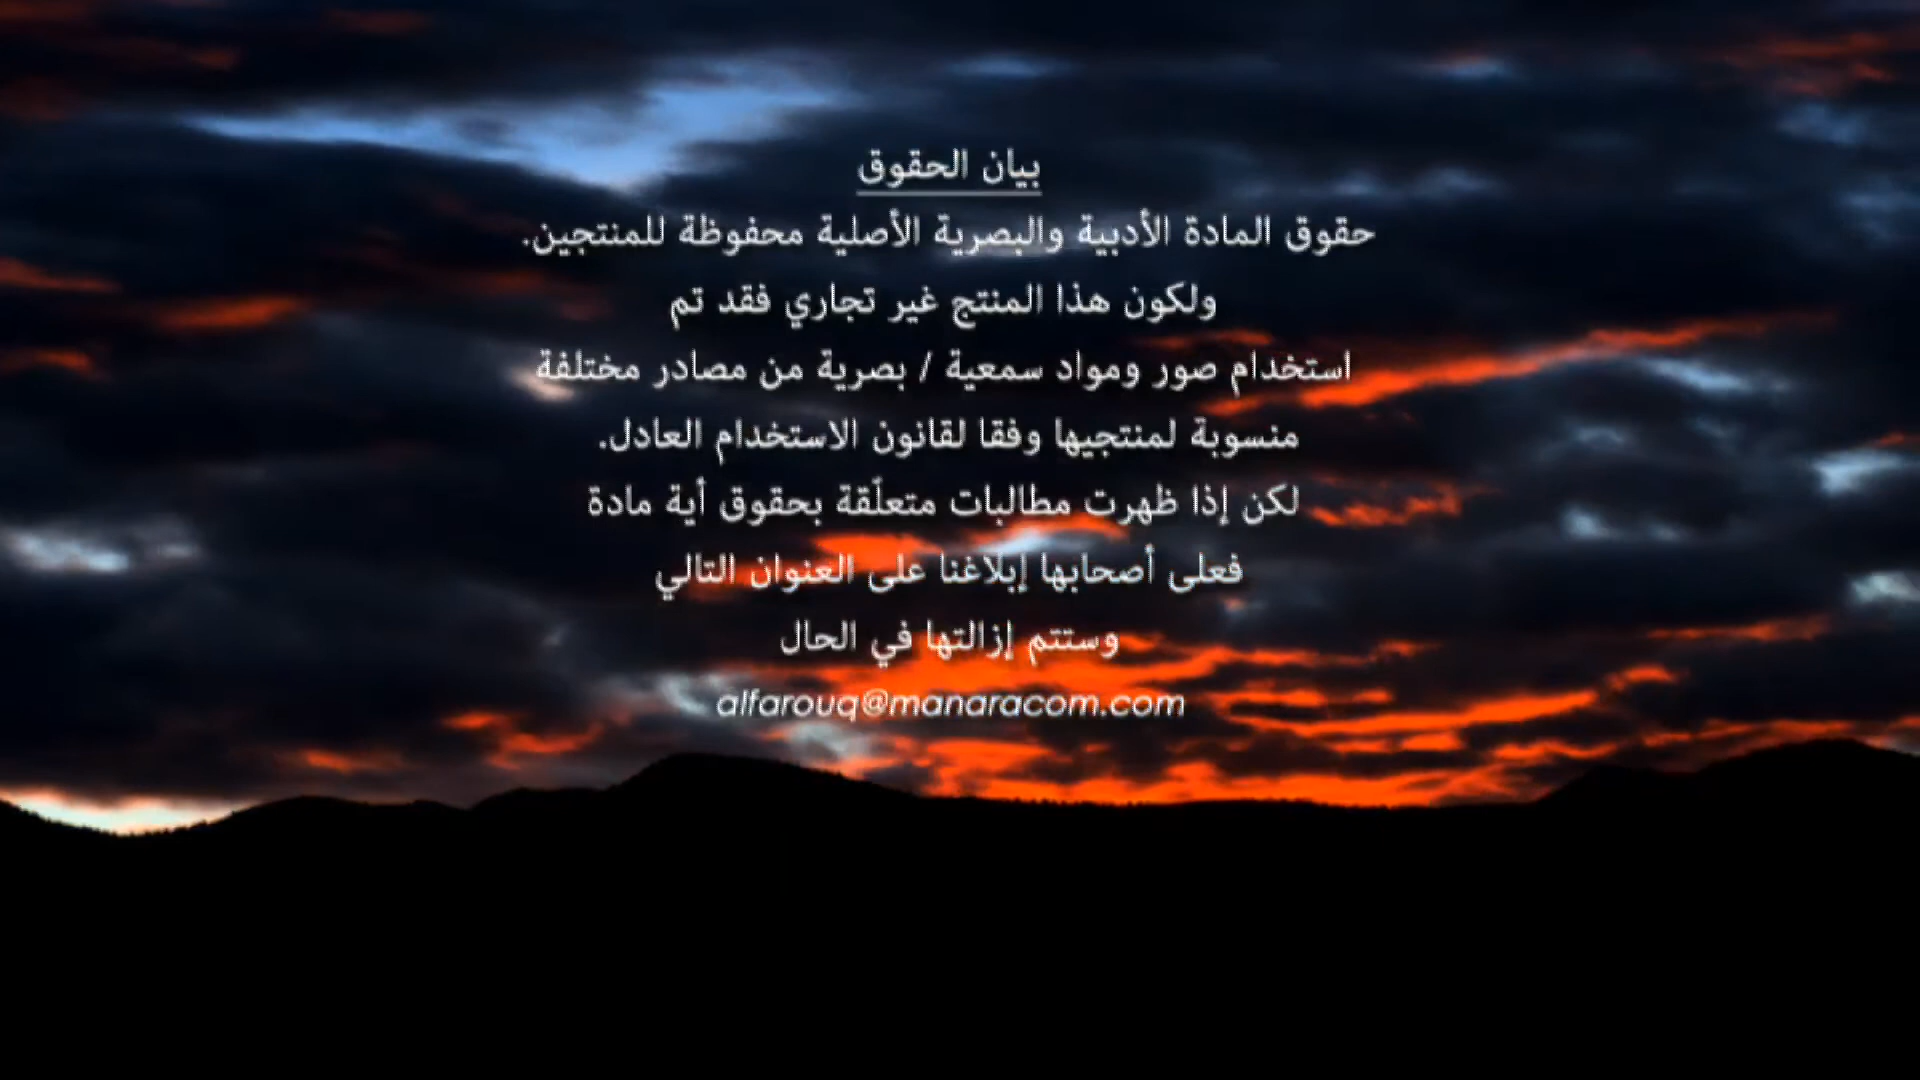 بيان الحقوق
حقوق المادة الأدبية والبصرية الأصلية محفوظة للمنتجين.
ولكون هذا المنتج غير تجاري فقد تم
استخدام صور ومواد سمعية / بصرية من مصادر مختلفة
منسوبة لمنتجيها وفقا لقانون الاستخدام العادل.
لكن إذا ظهرت مطالبات متعلّقة بحقوق أية مادة
فعلى أصحابها إبلاغنا على العنوان التالي
وستتم إزالتها في الحال
alfarouq@manaracom.com